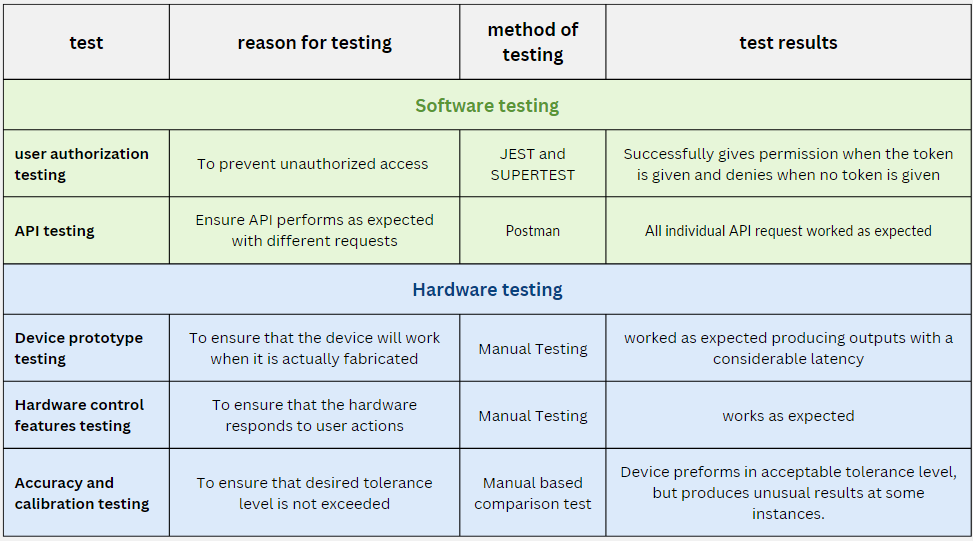 test
reason for testing
method of
testing
test results
Software testing
user authorization
testing
To prevent unauthorized access
JEST and
SUPERTEST
Successfully gives permission when the token
is given and denies when no token is given
API testing
Ensure API performs as expected
with different requests
Postman
All individual API request worked as expected
Hardware testing
Device prototype
testing
To ensure that the device will work
when it is actually fabricated
Manual Testing
worked as expected producing outputs with a
considerable latency
Hardware control
features testing
To ensure that the hardware
responds to user actions
Manual Testing
works as expected
Accuracy and
calibration testing
To ensure that desired tolerance
level is not exceeded
Manual based
comparison test
Device preforms in acceptable tolerance level,
but produces unusual results at some
instances.